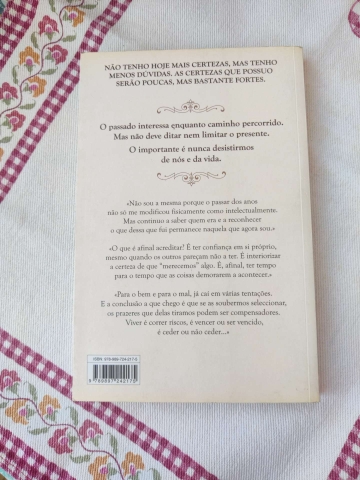 NÃO TENHO HOJE MAIS CERTEZAS, MAS TENHO
MENOS DÚVIDAS. AS CERTEZAS QUE POSSUO
SERÃO POUCAS, MAS BASTANTE FORTES.
O passado interessa enquanto caminho percorrido.
Mas não deve ditar nem limitar o presente.
O importante é nunca desistirmos
de nós e da vida.
«Não sou a mesma porque o passar dos anos
não só me modificou fisicamente como intelectualmente.
Mas continuo a saber quem era e a reconhecer
o que dessa que fui permanece naquela que agora sou.»
«O que é afinal acreditar? É ter confiança em si próprio,
mesmo quando os outros pareçam não a ter. É interiorizar
a certeza de que "merecemos" algo. É, afinal, ter tempo
para o tempo que as coisas demorarem a acontecer.»
«Para o bem e para o mal, já caí em várias tentações.
E a conclusão a que chego é que se as soubermos seleccionar,
os prazeres que delas tiramos podem ser compensadores.
Viver é correr riscos, é vencer ou ser vencido,
é ceder ou não ceder...»